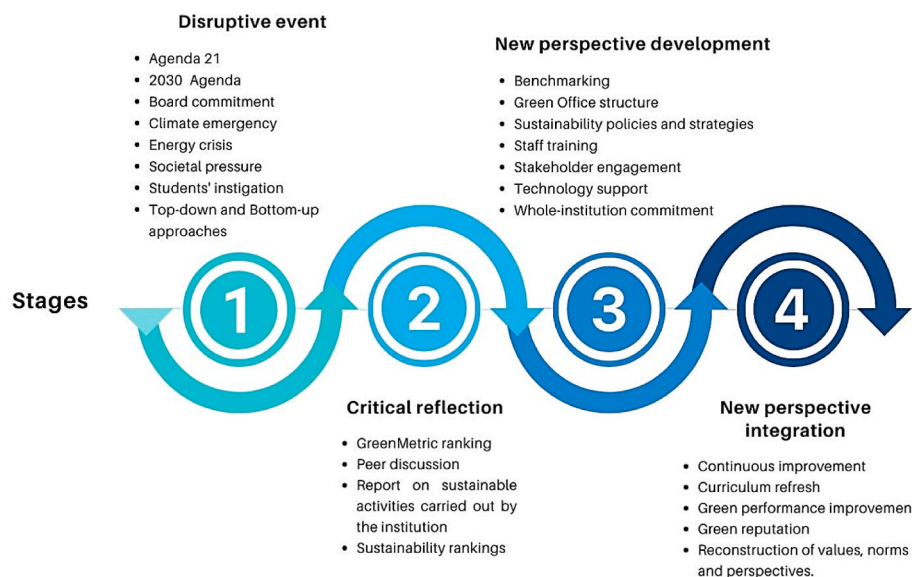 Disruptive event
• Agenda 21
• 2030 Agenda
• Board commitment
• Climate emergency
• Energy crisis
• Societal pressure
• Students' instigation
• Top-down and Bottom-up
approaches
New perspective development
• Benchmarking
• Green Office structure
• Sustainability policies and strategies
• Staff training
• Stakeholder engagement
• Technology support
• Whole-institution commitment
Stages
1
2
3
4
Critical reflection
• GreenMetric ranking
• Peer discussion
• Report on sustainable
activities carried out by
the institution
• Sustainability rankings
New perspective
integration
• Continuous improvement
• Curriculum refresh
• Green performance improvemen
• Green reputation
• Reconstruction of values, norms
and perspectives.